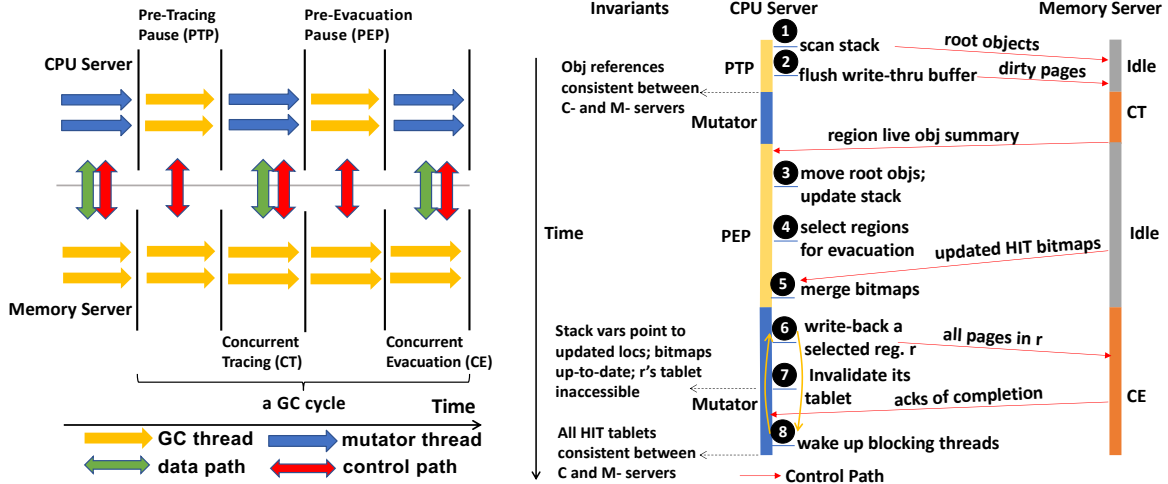 Pre-Tracing
Pause (PTP)
Pre-Evacuation
Pause (PEP)
CPU Server
Memory Server
Concurrent
Tracing (CT)
Concurrent
Evacuation (CE)
a GC cycle
Time
GC thread
mutator thread
data path
control path
Invariants
CPU Server
Memory Server
Time
Obj references
consistent between
C- and M- servers
Stack vars point to
updated locs; bitmaps
up-to-date; r's tablet
inaccessible
All HIT tablets
consistent between
C and M- servers
PTP
Mutator
PEP
Mutator
1
scan stack
root objects
2
flush write-thru buffer
dirty pages
region live obj summary
3
move root objs;
update stack
4
select regions
for evacuation
updated HIT bitmaps
5
merge bitmaps
6
write-back a
selected reg. r
all pages in r
7
Invalidate its
tablet
acks of completion
8
wake up blocking threads
Control Path
Idle
CT
Idle
CE